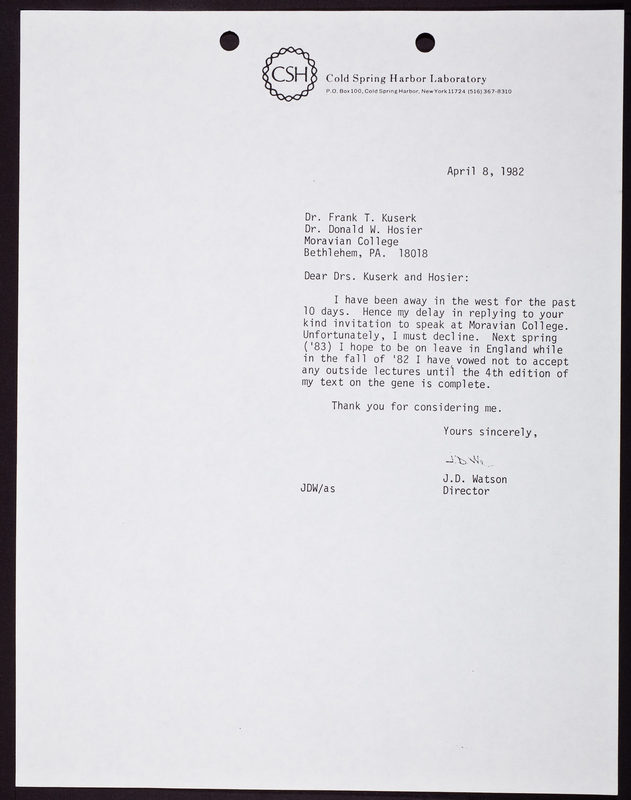 CSH
Cold Spring Harbor Laboratory
P.O. Box 100, Cold Spring Harbor, New York 11724 (516) 367-8310
April 8, 1982
Dr. Frank T. Kuserk
Dr. Donald W. Hosier
Moravian College
Bethlehem, PA.  18018
Dear Drs. Kuserk and Hosier:
I have been away in the west for the past
10 days.  Hence my delay in replying to your
kind invitation to speak at Moravian College.
Unfortunately, I must decline.  Next spring
('83) I hope to be on leave in England while
in the fall of '82 I have vowed not to accept
any outside lectures until the 4th edition of
my text on the gene is complete.
Thank you for considering me.
Yours sincerely,
J.D. Watson
JDW/as
Director